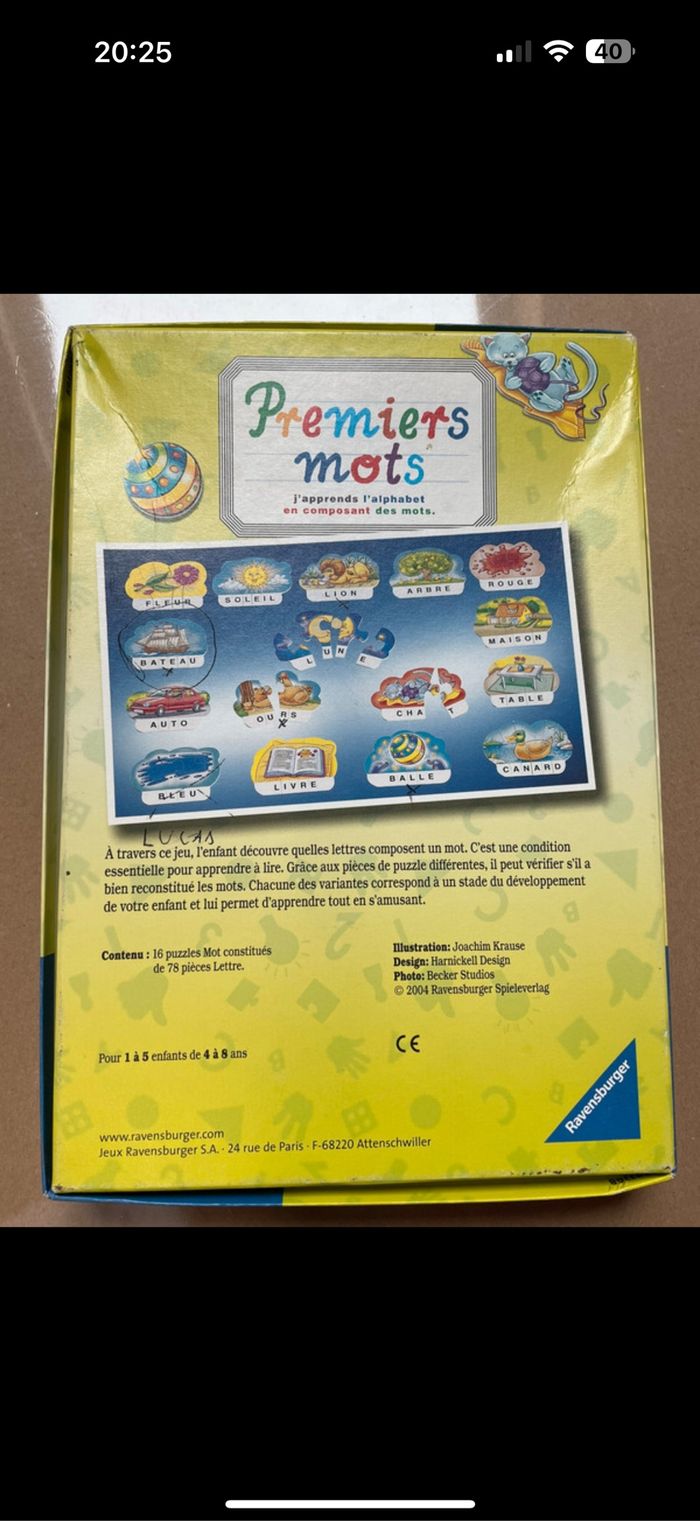 20:25
40
Premiers
mots
j'apprends l'alphabet
en composant des mots.
FLEUR
SOLEIL
LION
ARBRE
ROUGE
BATEAU
LUNE
MAISON
AUTO
OURS
CHAT
TABLE
BLEU
LIVRE
BALLE
CANARD
LUCAS
À travers ce jeu, l'enfant découvre quelles lettres composent un mot. C'est une condition
essentielle pour apprendre à lire. Grâce aux pièces de puzzle différentes, il peut vérifier s'il a
bien reconstitué les mots. Chacune des variantes correspond à un stade du développement
de votre enfant et lui permet d'apprendre tout en s'amusant.
Contenu : 16 puzzles Mot constitués
de 78 pièces Lettre.
Illustration: Joachim Krause
Design: Harnickell Design
Photo: Becker Studios
© 2004 Ravensburger Spieleverlag
Pour 1 à 5 enfants de 4 à 8 ans
CE
Ravensburger
www.ravensburger.com
Jeux Ravensburger S.A. · 24 rue de Paris · F-68220 Attenschwiller